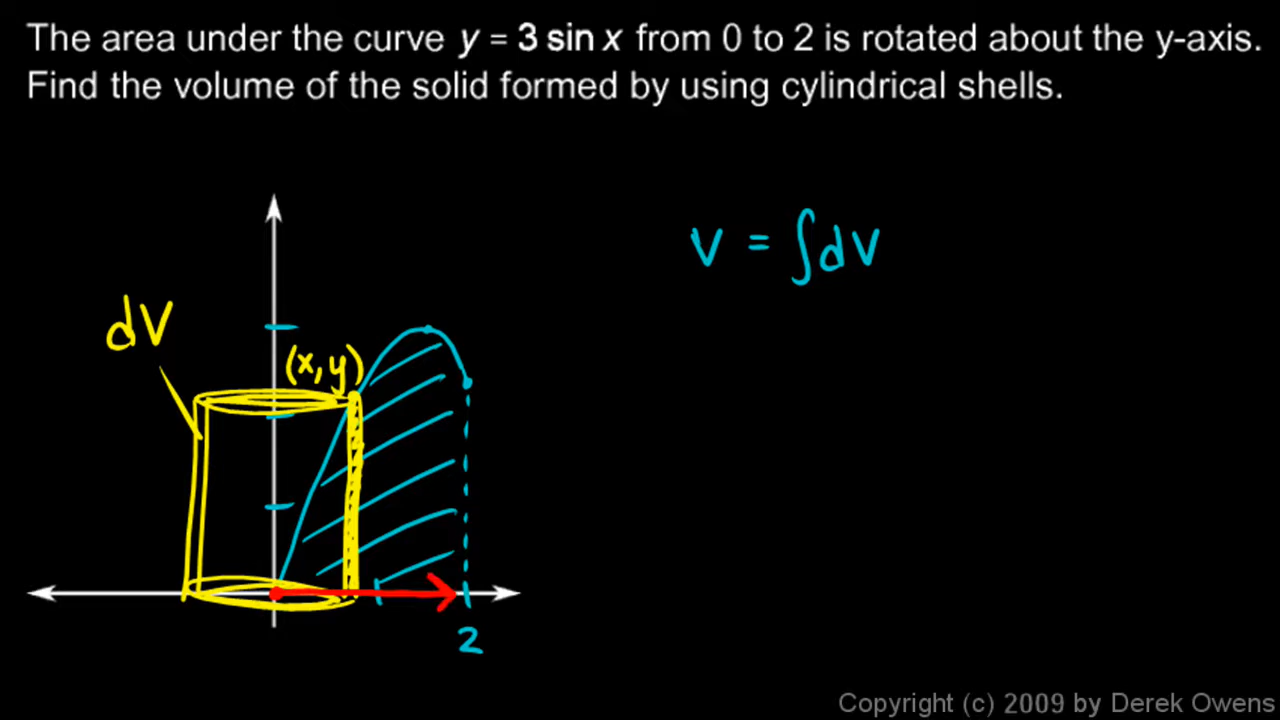 The area under the curve y = 3 sin x from 0 to 2 is rotated about the y-axis.
Find the volume of the solid formed by using cylindrical shells.
V = ∫dV
dV
(x, y)
2
Copyright (c) 2009 by Derek Owens